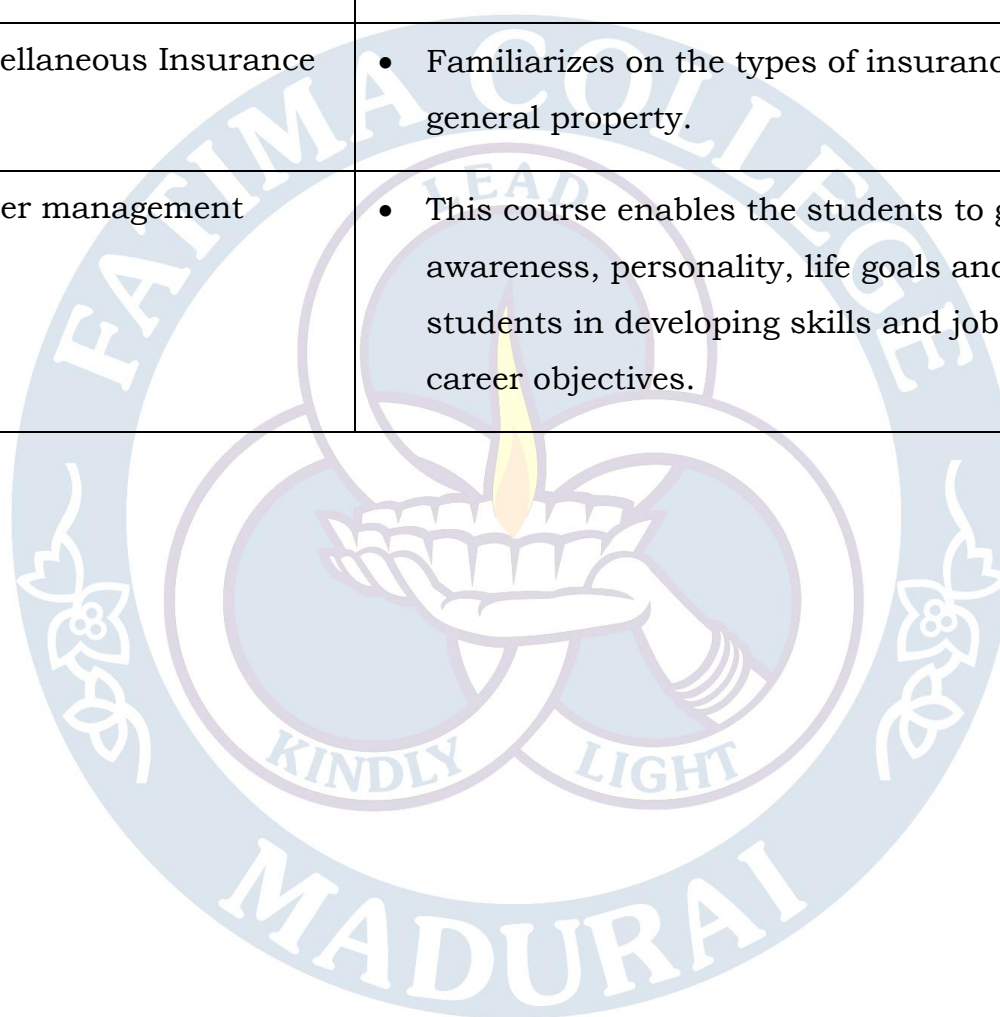 ellaneous Insurance
• Familiarizes on the types of insuranc
general property.
er management
• This course enables the students to g
awareness, personality, life goals and
students in developing skills and job
career objectives.
FATIMA COLLEGE
LEAD
KINDLY
LIGHT
MADURAI